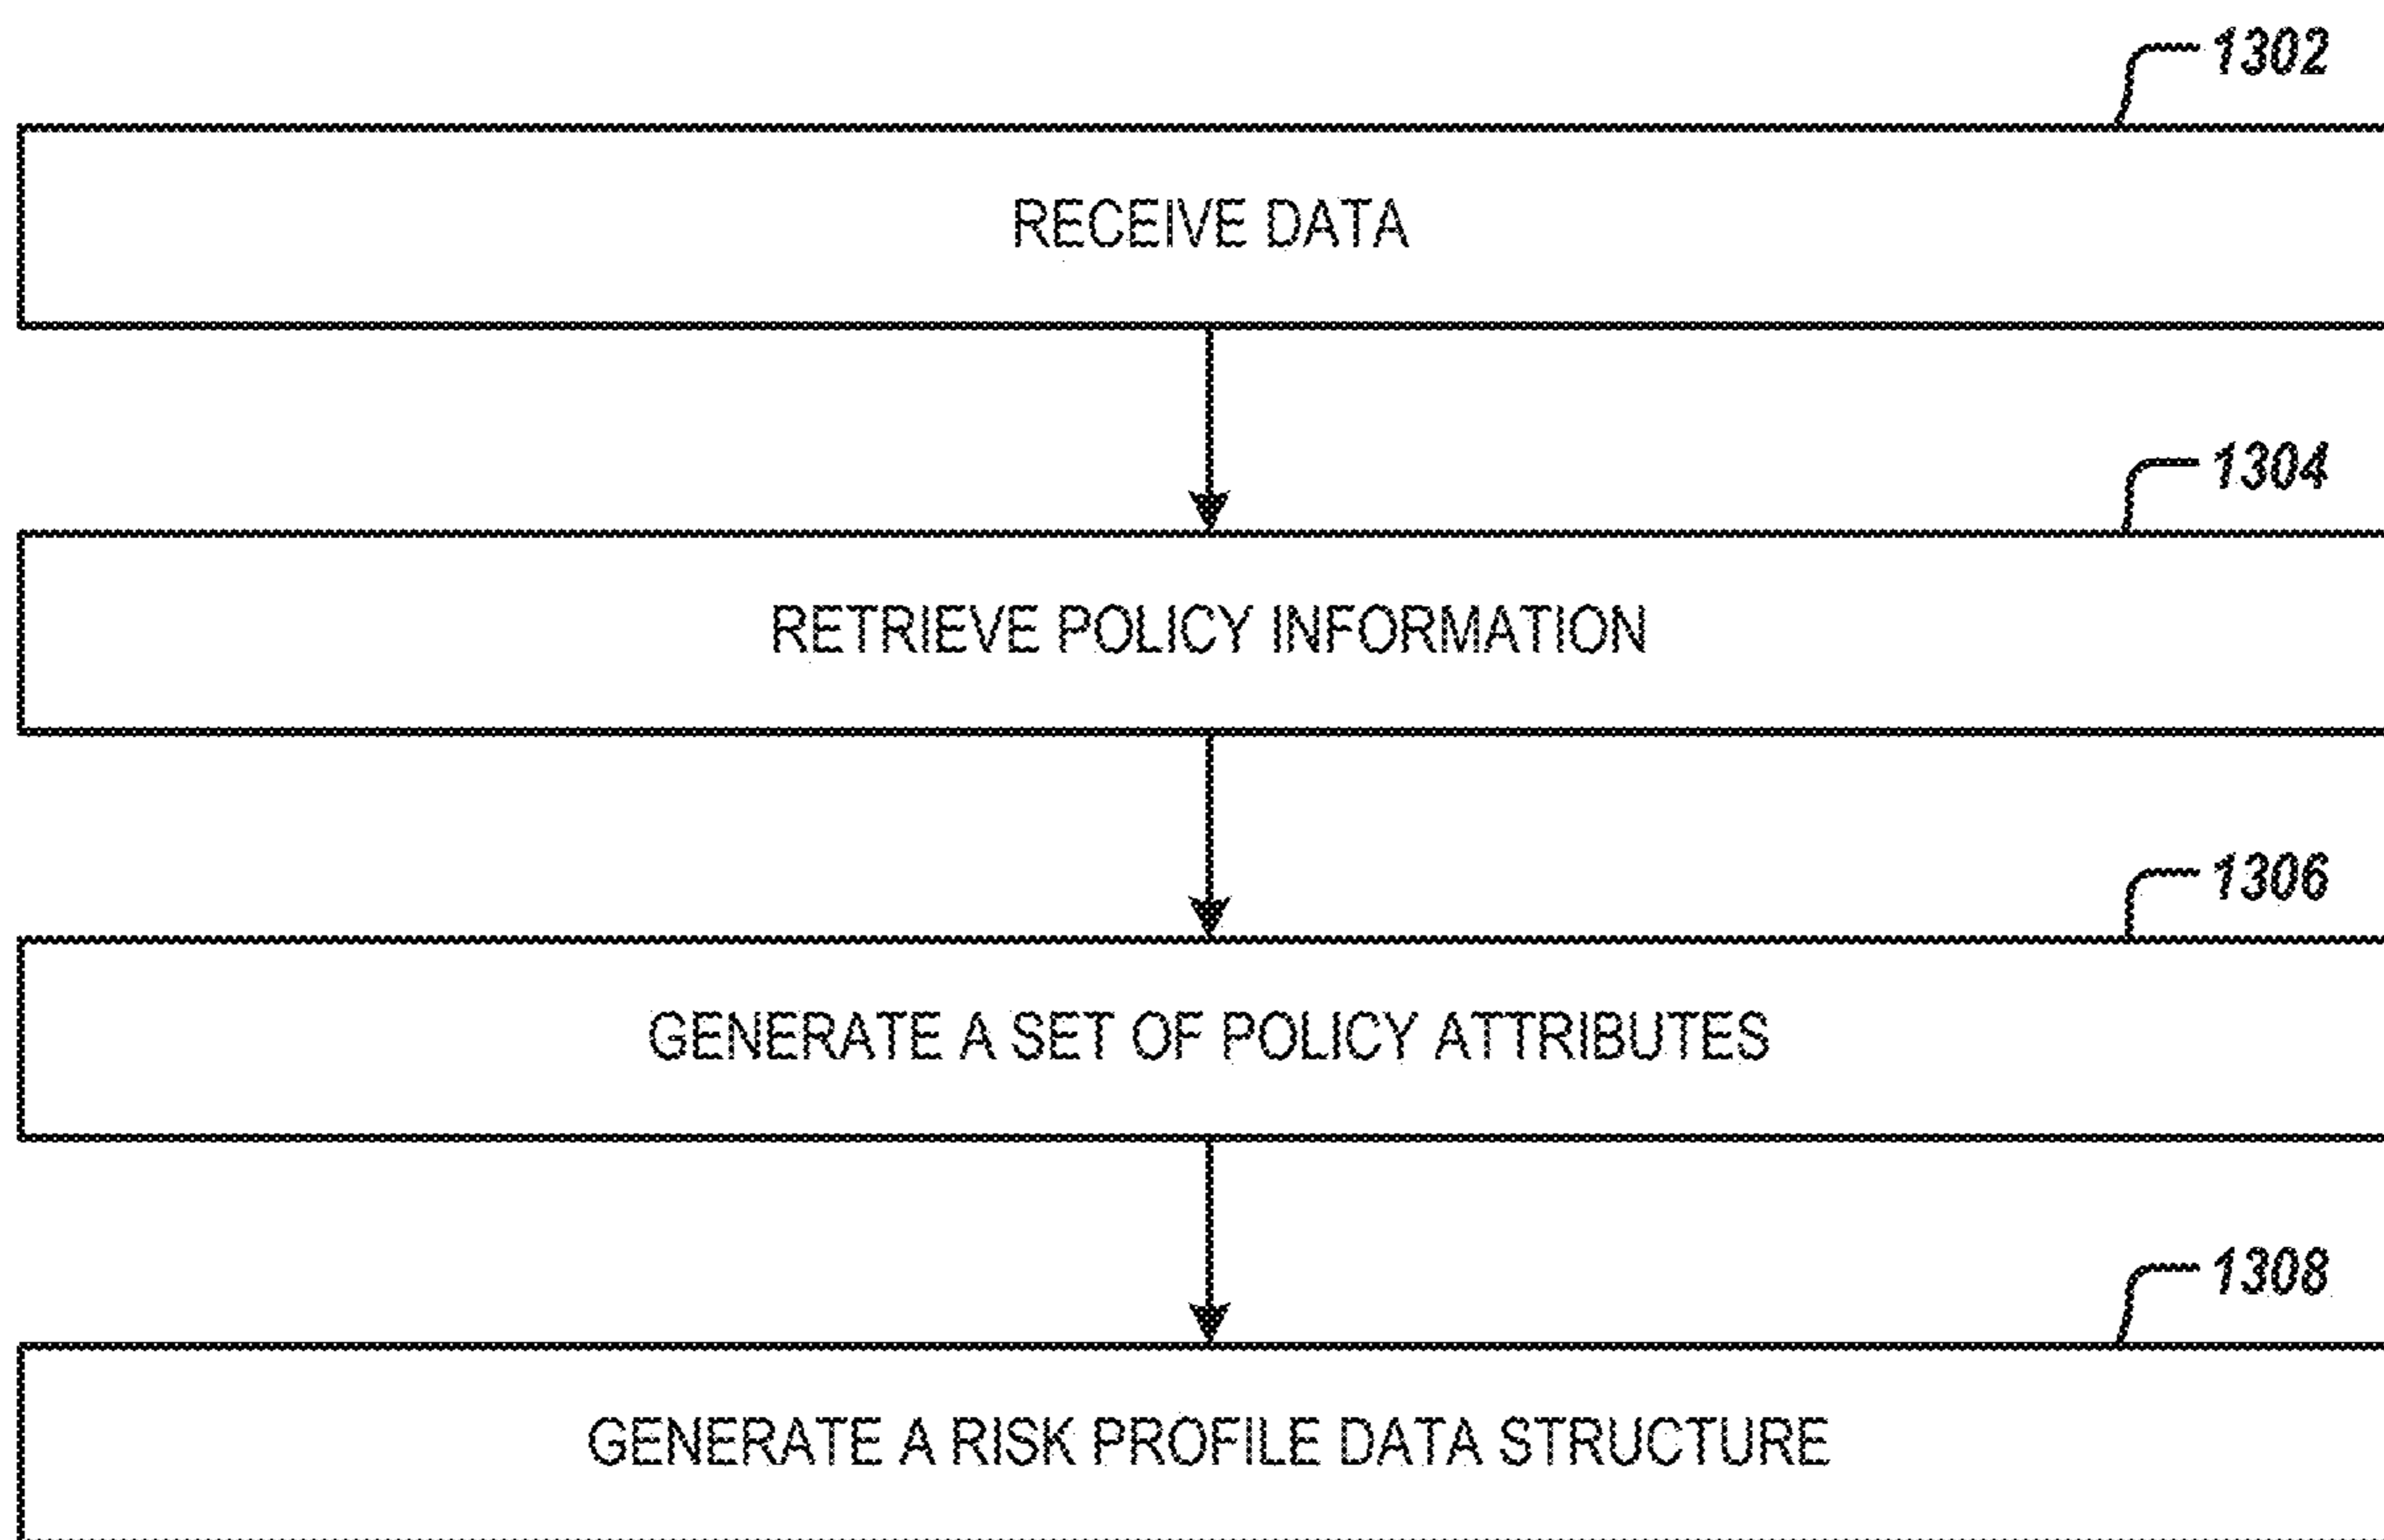 1302
RECEIVE DATA
1304
RETRIEVE POLICY INFORMATION
1306
GENERATE A SET OF POLICY ATTRIBUTES
1308
GENERATE A RISK PROFILE DATA STRUCTURE